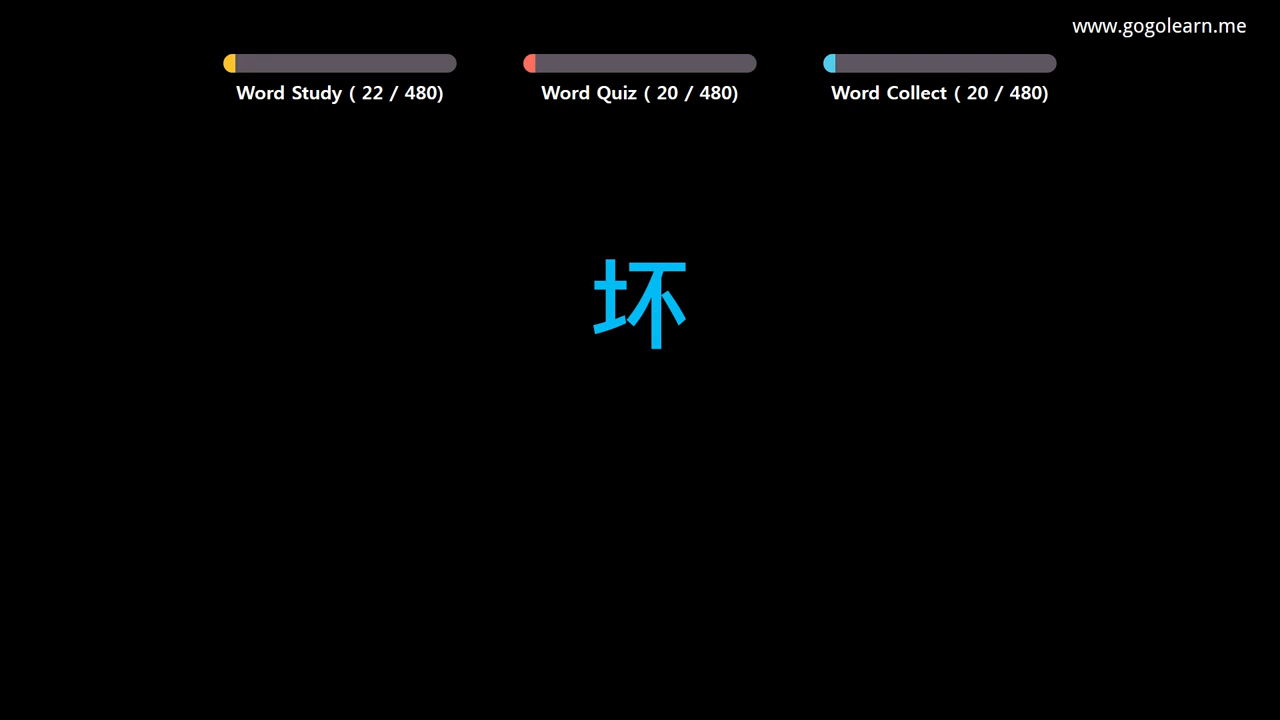 www.gogolearn.me
Word Study ( 22 / 480)
Word Quiz ( 20 / 480)
Word Collect ( 20 / 480)
坏